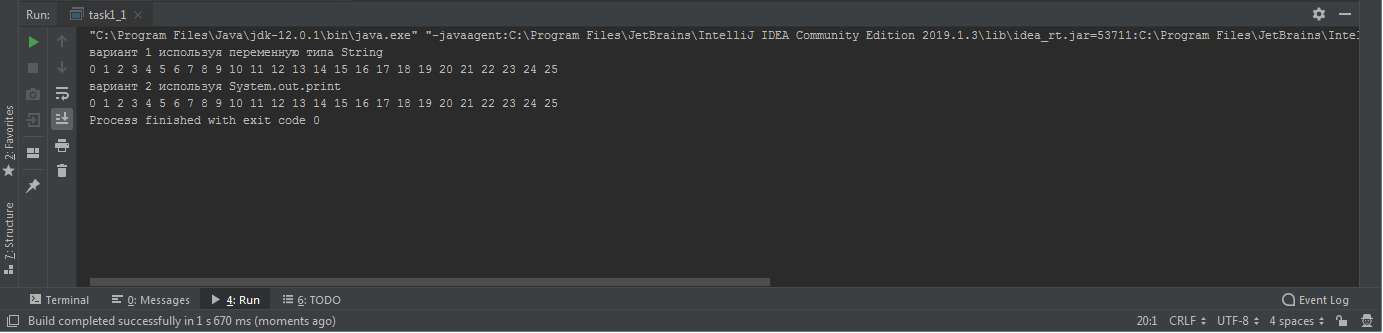 Run: task1_1
"C:\Program Files\Java\jdk-12.0.1\bin\java.exe" "-javaagent:C:\Program Files\JetBrains\IntelliJ IDEA Community Edition 2019.1.3\lib\idea_rt.jar=53711:C:\Program Files\JetBrains\Inte
вариант 1 используя переменную типа String
0 1 2 3 4 5 6 7 8 9 10 11 12 13 14 15 16 17 18 19 20 21 22 23 24 25
вариант 2 используя System.out.print
0 1 2 3 4 5 6 7 8 9 10 11 12 13 14 15 16 17 18 19 20 21 22 23 24 25
Process finished with exit code 0
2: Favorites
7: Structure
Terminal 0: Messages 4: Run 6: TODO Event Log
Build completed successfully in 1 s 670 ms (moments ago) 20:1 CRLF UTF-8 4 spaces